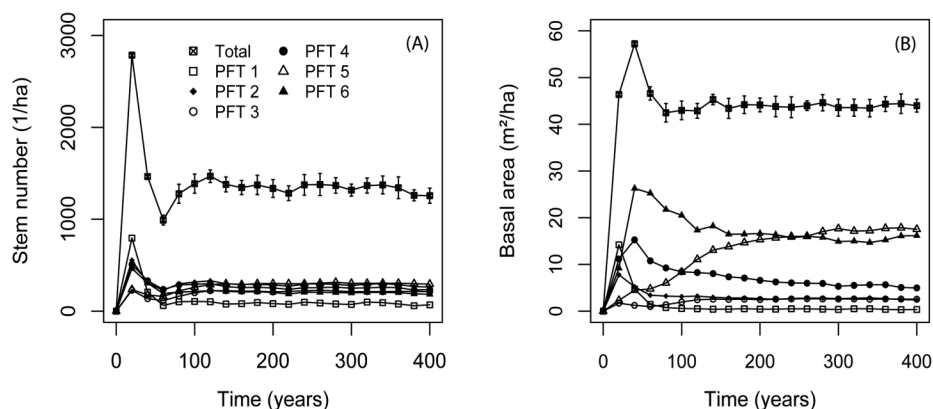 (A)
Total
PFT 1
PFT 2
PFT 3
PFT 4
PFT 5
PFT 6
Stem number (1/ha)
3000
2000
1000
0
0 100 200 300 400
Time (years)
(B)
Basal area (m²/ha)
60
50
40
30
20
10
0
0 100 200 300 400
Time (years)